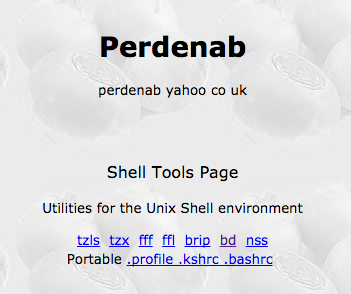 Perdenab
perdenab yahoo co uk
Shell Tools Page
Utilities for the Unix Shell environment
tzls tzx fff ffl brip bd nss
Portable .profile .kshrc .bashrc